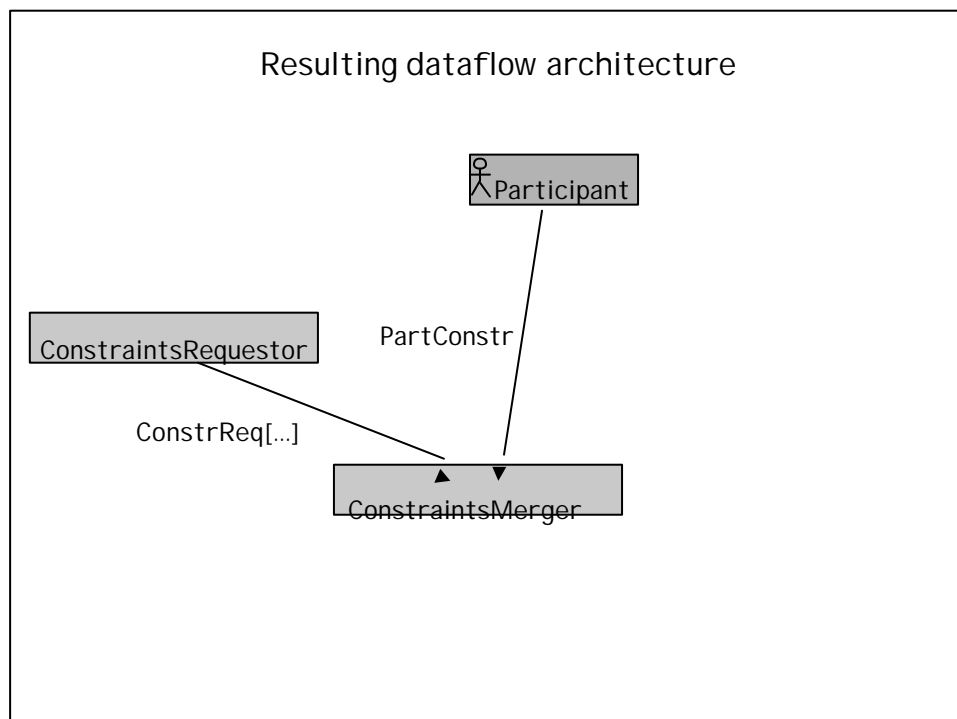 Resulting dataflow architecture
Participant
PartConstr
ConstraintsRequestor
ConstrReq[...]
ConstraintsMerger